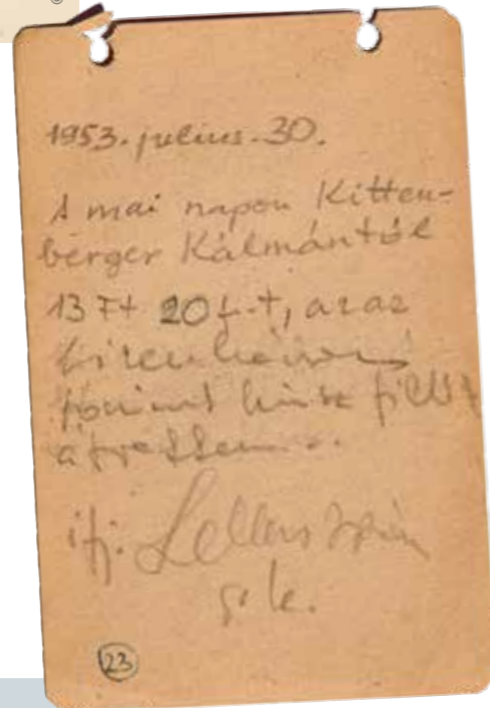 1953. julius. 30.
A mai napon Kitten-
berger Kálmántól
13 Ft 20 f-t, azaz
tizenhárom
forint húsz fillért
átvettem.
ifj.
s. k.
23